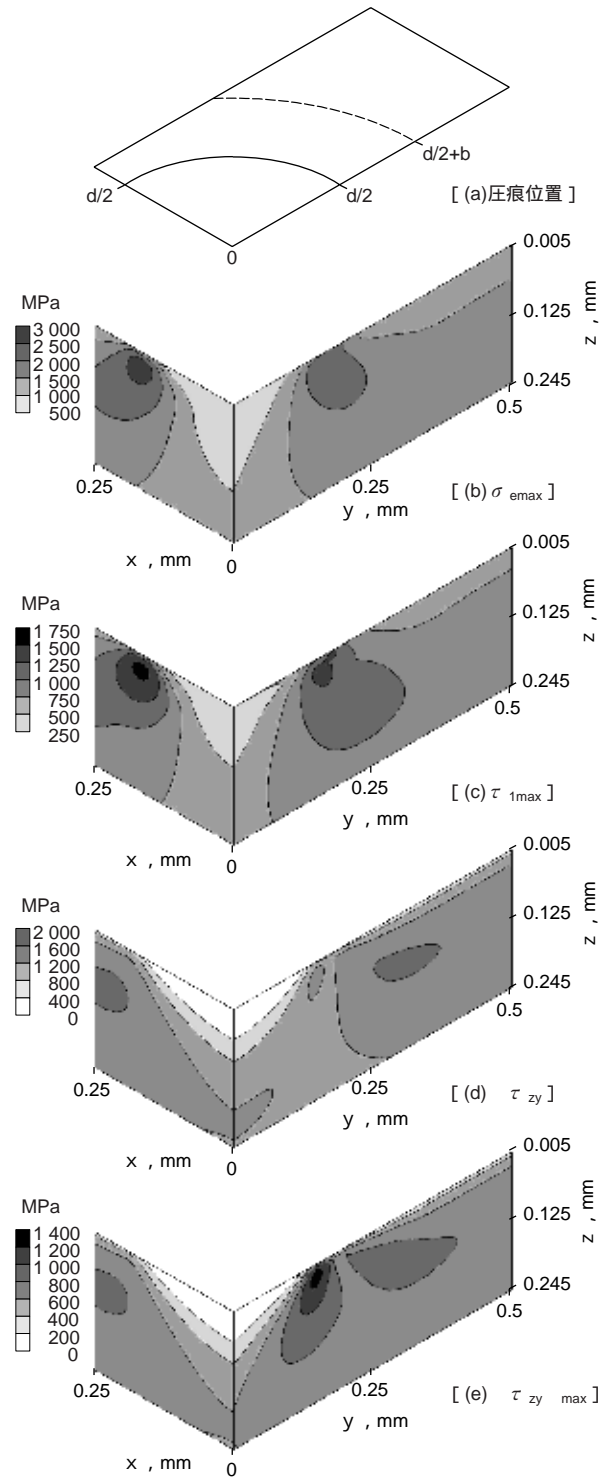 d/2
d/2
d/2+b
0
[ (a)圧痕位置 ]
MPa
3 000
2 500
2 000
1 500
1 000
500
0.005
0.125
0.245
z , mm
0.25
x , mm
0
y , mm
0.25
0.5
[ (b) σ emax ]
MPa
1 750
1 500
1 250
1 000
750
500
250
0.005
0.125
0.245
z , mm
0.25
x , mm
0
y , mm
0.25
0.5
[ (c) τ 1max ]
MPa
2 000
1 600
1 200
800
400
0
0.005
0.125
0.245
z , mm
0.25
x , mm
0
y , mm
0.25
0.5
[ (d) τ zy ]
MPa
1 400
1 200
1 000
800
600
400
200
0
0.005
0.125
0.245
z , mm
0.25
x , mm
0
y , mm
0.25
0.5
[ (e) τ zy max ]